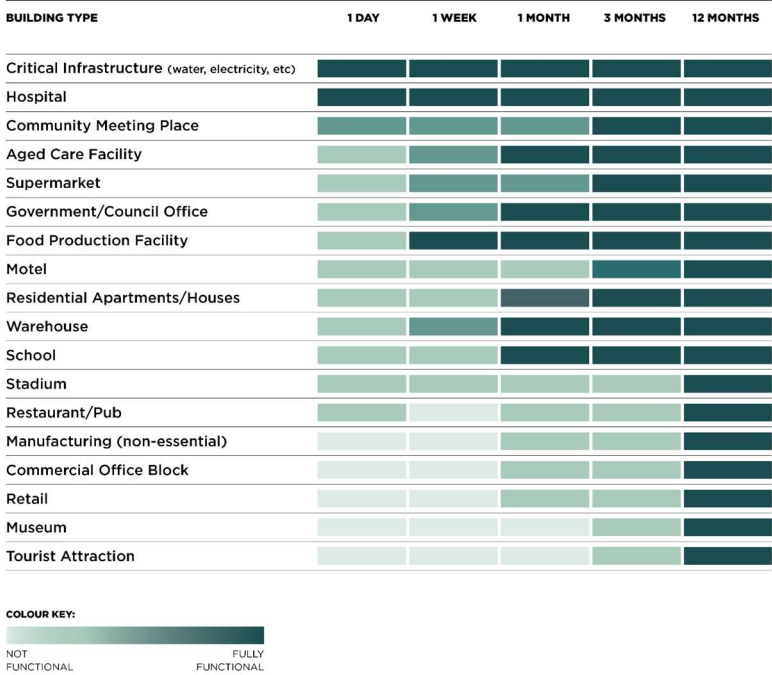 BUILDING TYPE 1 DAY 1 WEEK 1 MONTH 3 MONTHS 12 MONTHS
Critical Infrastructure (water, electricity, etc)
Hospital
Community Meeting Place
Aged Care Facility
Supermarket
Government/Council Office
Food Production Facility
Motel
Residential Apartments/Houses
Warehouse
School
Stadium
Restaurant/Pub
Manufacturing (non-essential)
Commercial Office Block
Retail
Museum
Tourist Attraction
COLOUR KEY:
NOT FULLY
FUNCTIONAL FUNCTIONAL